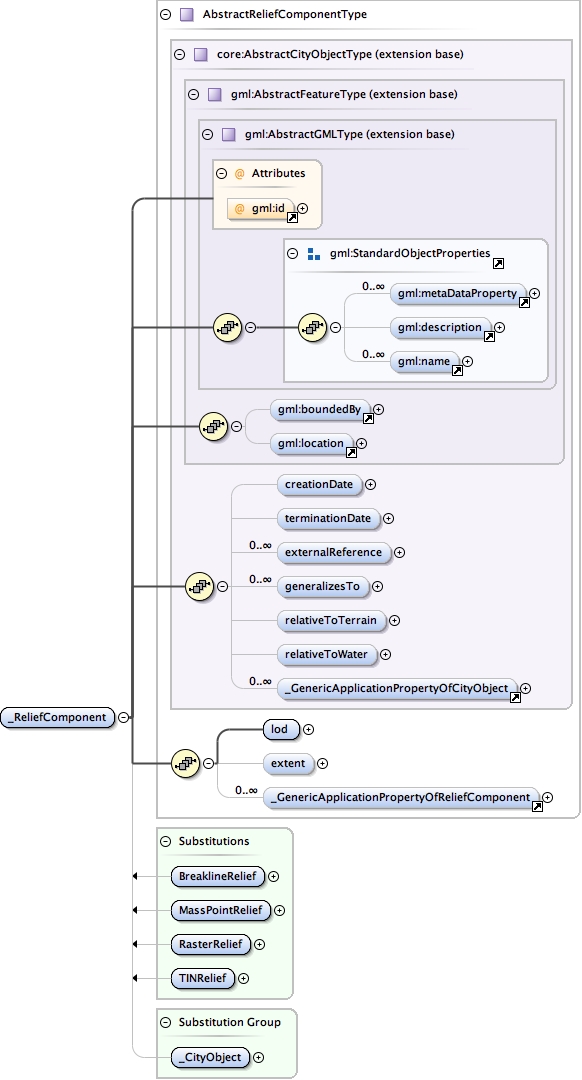 AbstractReliefComponentType
core:AbstractCityObjectType (extension base)
gml:AbstractFeatureType (extension base)
gml:AbstractGMLType (extension base)
@ Attributes
@ gml:id
gml:StandardObjectProperties
0..∞
gml:metaDataProperty
gml:description
0..∞
gml:name
gml:boundedBy
gml:location
creationDate
terminationDate
0..∞
externalReference
0..∞
generalizesTo
relativeToTerrain
relativeToWater
0..∞
_GenericApplicationPropertyOfCityObject
_ReliefComponent
lod
extent
0..∞
_GenericApplicationPropertyOfReliefComponent
Substitutions
BreaklineRelief
MassPointRelief
RasterRelief
TINRelief
Substitution Group
_CityObject